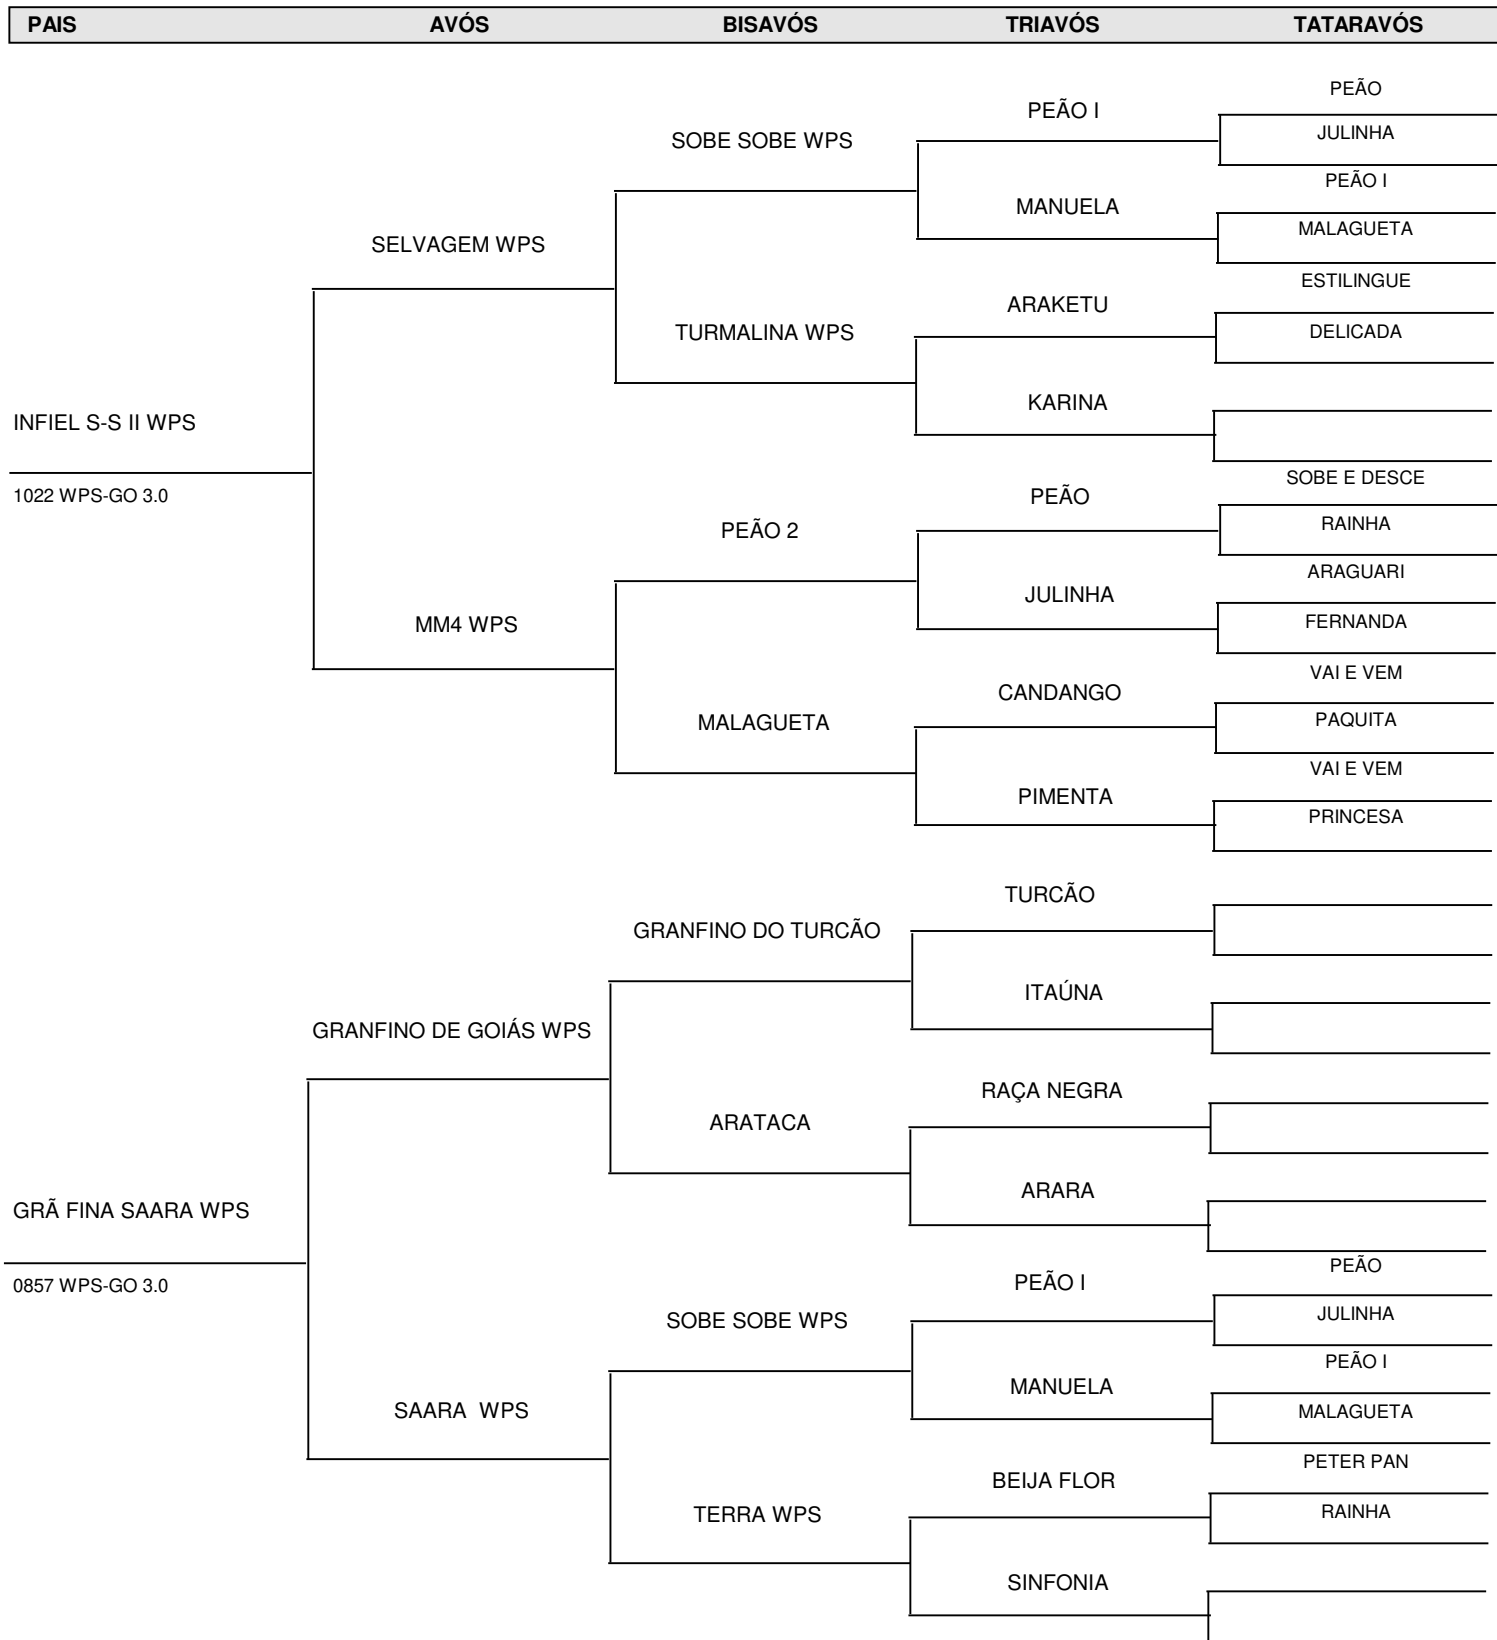 PAIS AVÓS BISAVÓS TRIAVÓS TATARAVÓS
PEÃO
PEÃO I
JULINHA
SOBE SOBE WPS
PEÃO I
MANUELA
MALAGUETA
SELVAGEM WPS
ESTILINGUE
ARAKETU
TURMALINA WPS
DELICADA
KARINA
INFIEL S-S II WPS
SOBE E DESCE
1022 WPS-GO 3.0
PEÃO
RAINHA
PEÃO 2
ARAGUARI
JULINHA
MM4 WPS
FERNANDA
VAI E VEM
CANDANGO
MALAGUETA
PAQUITA
VAI E VEM
PIMENTA
PRINCESA
TURCÃO
GRANFINO DO TURCÃO
ITAÚNA
GRANFINO DE GOIÁS WPS
RAÇA NEGRA
ARATACA
ARARA
GRÃ FINA SAARA WPS
PEÃO
0857 WPS-GO 3.0
PEÃO I
JULINHA
SOBE SOBE WPS
PEÃO I
MANUELA
SAARA WPS
MALAGUETA
PETER PAN
BEIJA FLOR
TERRA WPS
RAINHA
SINFONIA